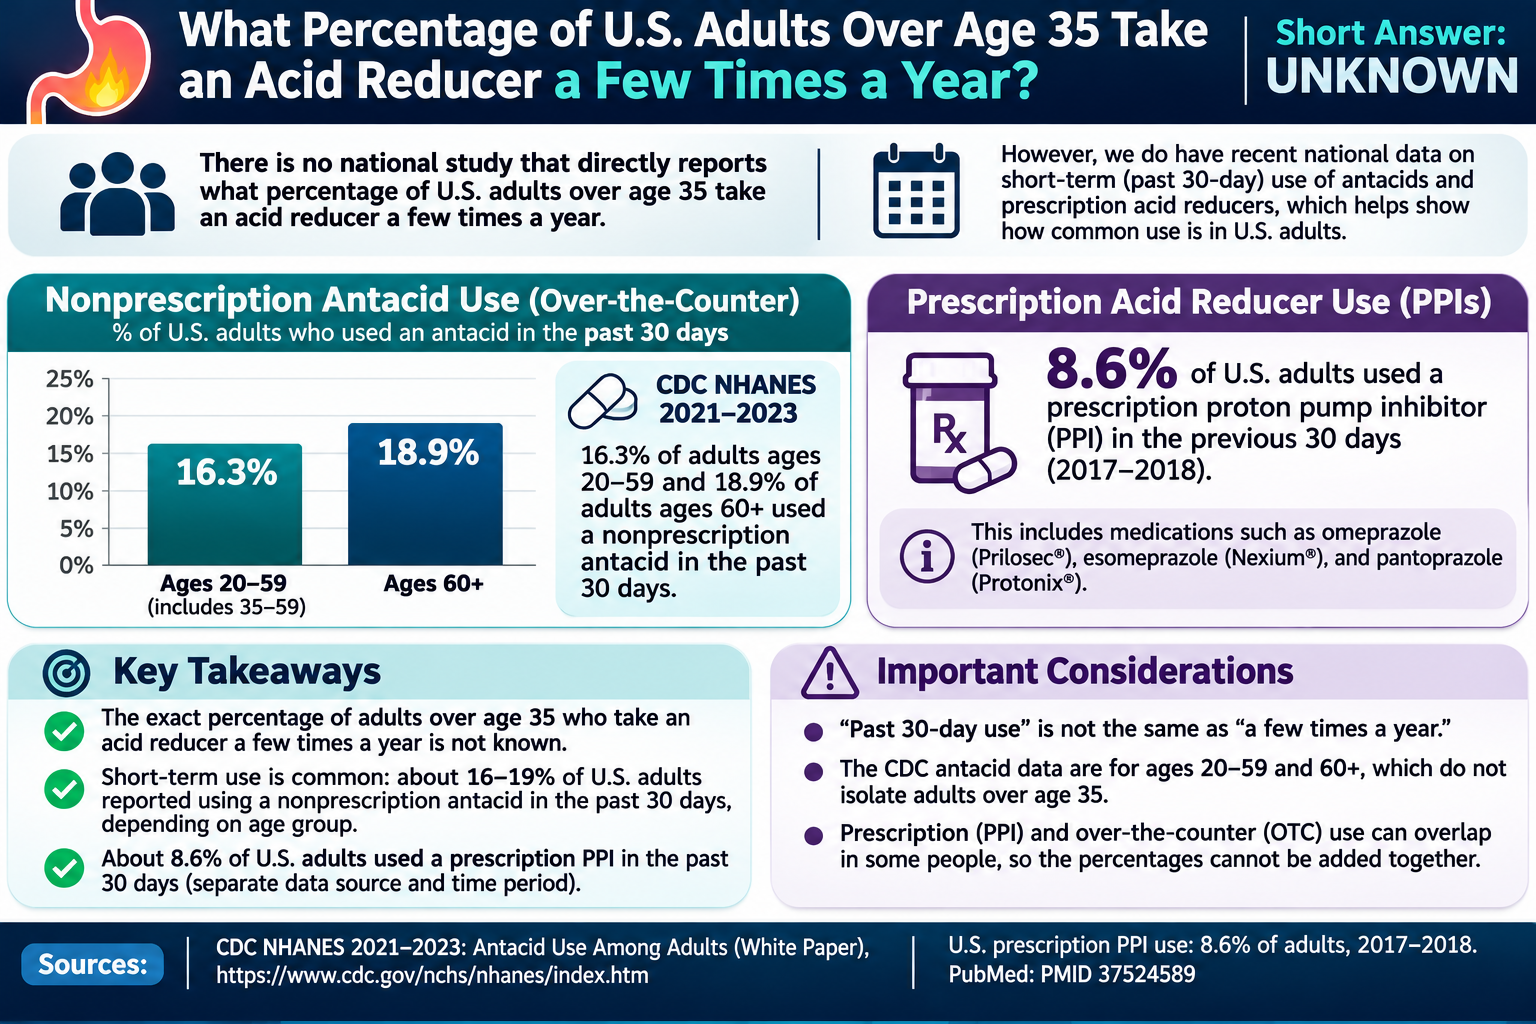 What Percentage of U.S. Adults Over Age 35 Take
an Acid Reducer a Few Times a Year?
Short Answer:
UNKNOWN
There is no national study that directly reports
what percentage of U.S. adults over age 35 take
an acid reducer a few times a year.
However, we do have recent national data on
short-term (past 30-day) use of antacids and
prescription acid reducers, which helps show
how common use is in U.S. adults.
Nonprescription Antacid Use (Over-the-Counter)
% of U.S. adults who used an antacid in the past 30 days
25%
20%
15%
10%
5%
0%
16.3%
18.9%
Ages 20–59
(includes 35–59)
Ages 60+
CDC NHANES
2021–2023
16.3% of adults ages
20–59 and 18.9% of
adults ages 60+ used
a nonprescription
antacid in the past
30 days.
Prescription Acid Reducer Use (PPIs)
Rx
8.6% of U.S. adults used a
prescription proton pump inhibitor
(PPI) in the previous 30 days
(2017–2018).
This includes medications such as omeprazole
(Prilosec®), esomeprazole (Nexium®), and pantoprazole
(Protonix®).
Key Takeaways
The exact percentage of adults over age 35 who take an
acid reducer a few times a year is not known.
Short-term use is common: about 16–19% of U.S. adults
reported using a nonprescription antacid in the past 30 days,
depending on age group.
About 8.6% of U.S. adults used a prescription PPI in the past
30 days (separate data source and time period).
Important Considerations
“Past 30-day use” is not the same as “a few times a year.”
The CDC antacid data are for ages 20–59 and 60+, which do not
isolate adults over age 35.
Prescription (PPI) and over-the-counter (OTC) use can overlap
in some people, so the percentages cannot be added together.
Sources:
CDC NHANES 2021–2023: Antacid Use Among Adults (White Paper),
https://www.cdc.gov/nchs/nhanes/index.htm
U.S. prescription PPI use: 8.6% of adults, 2017–2018.
PubMed: PMID 37524589